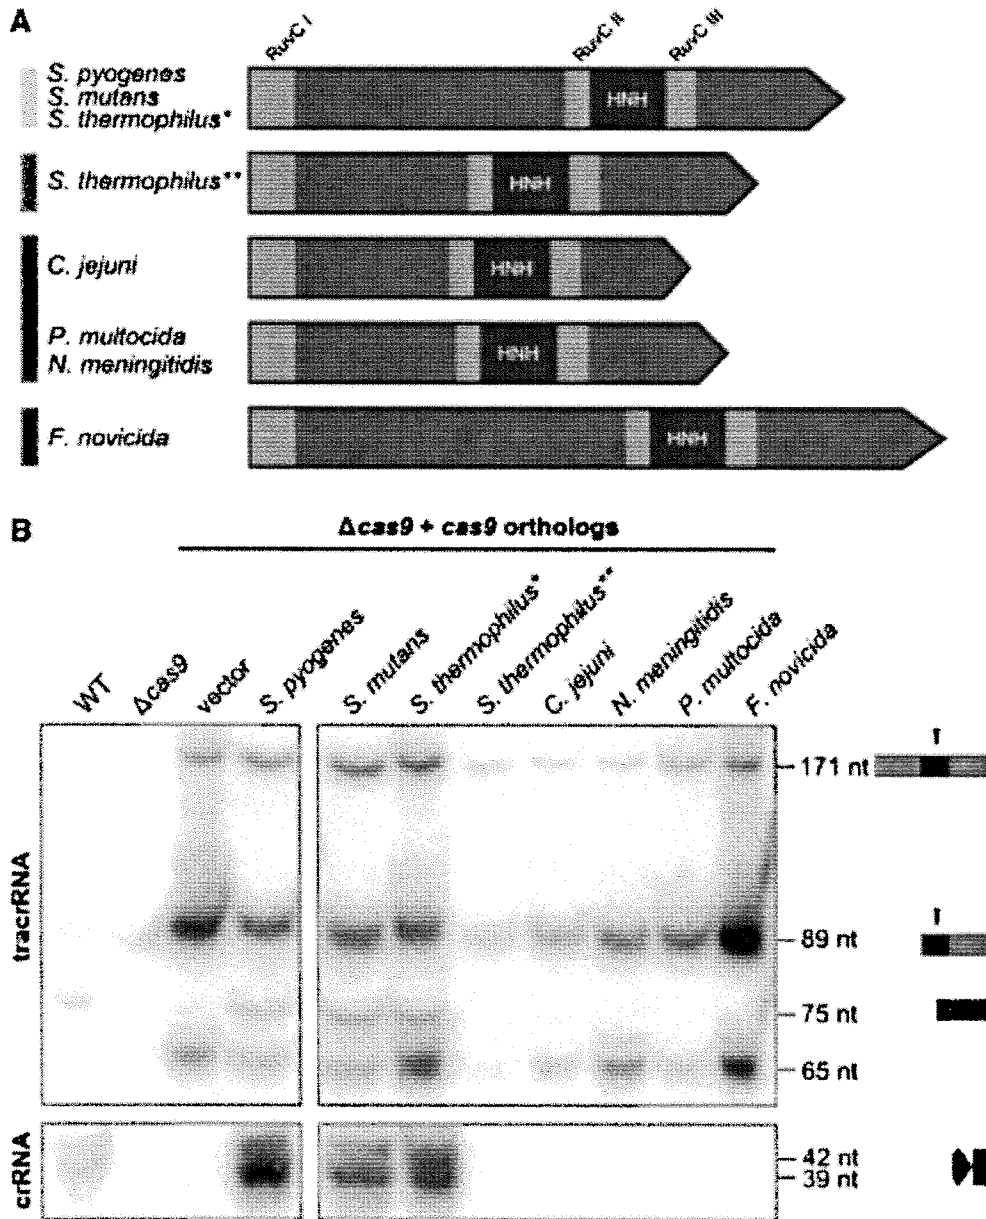 A
RuvC I
RuvC II
RuvC III
S. pyogenes
S. mutans
S. thermophilus*
HNH
S. thermophilus**
HNH
C. jejuni
HNH
P. multocida
N. meningitidis
HNH
F. novicida
HNH
B
Δcas9 + cas9 orthologs
WT
Δcas9
vector
S. pyogenes
S. mutans
S. thermophilus*
S. thermophilus**
C. jejuni
N. meningitidis
P. multocida
F. novicida
tracrRNA
171 nt
89 nt
75 nt
65 nt
crRNA
42 nt
39 nt